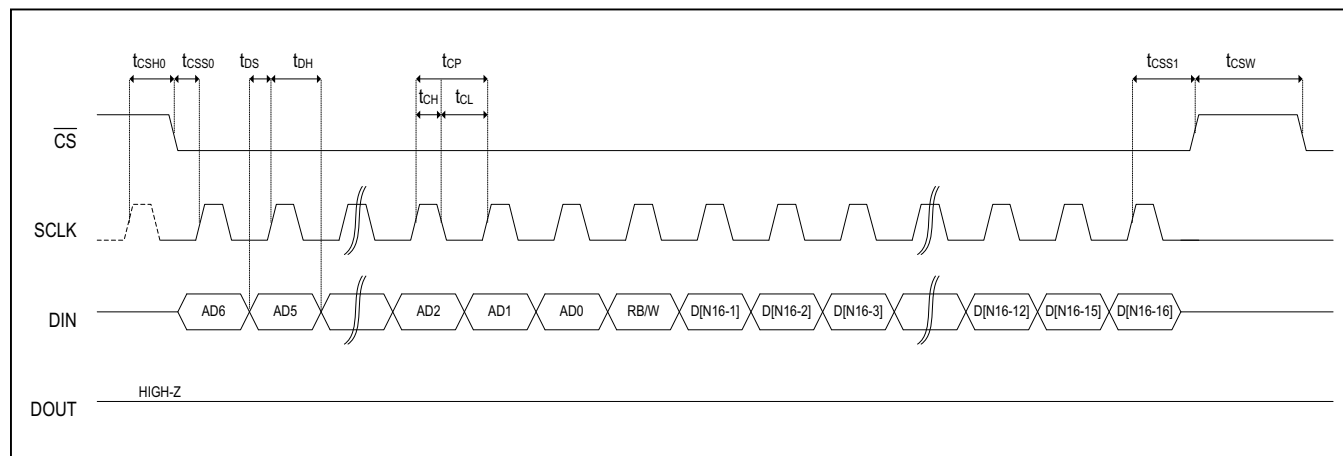 tCSH0 tCSS0 tDS tDH tCP tCSS1 tCSW
tCH tCL
CS
SCLK
DIN AD6 AD5 AD2 AD1 AD0 RB/W D[N16-1] D[N16-2] D[N16-3] D[N16-12] D[N16-15] D[N16-16]
HIGH-Z
DOUT